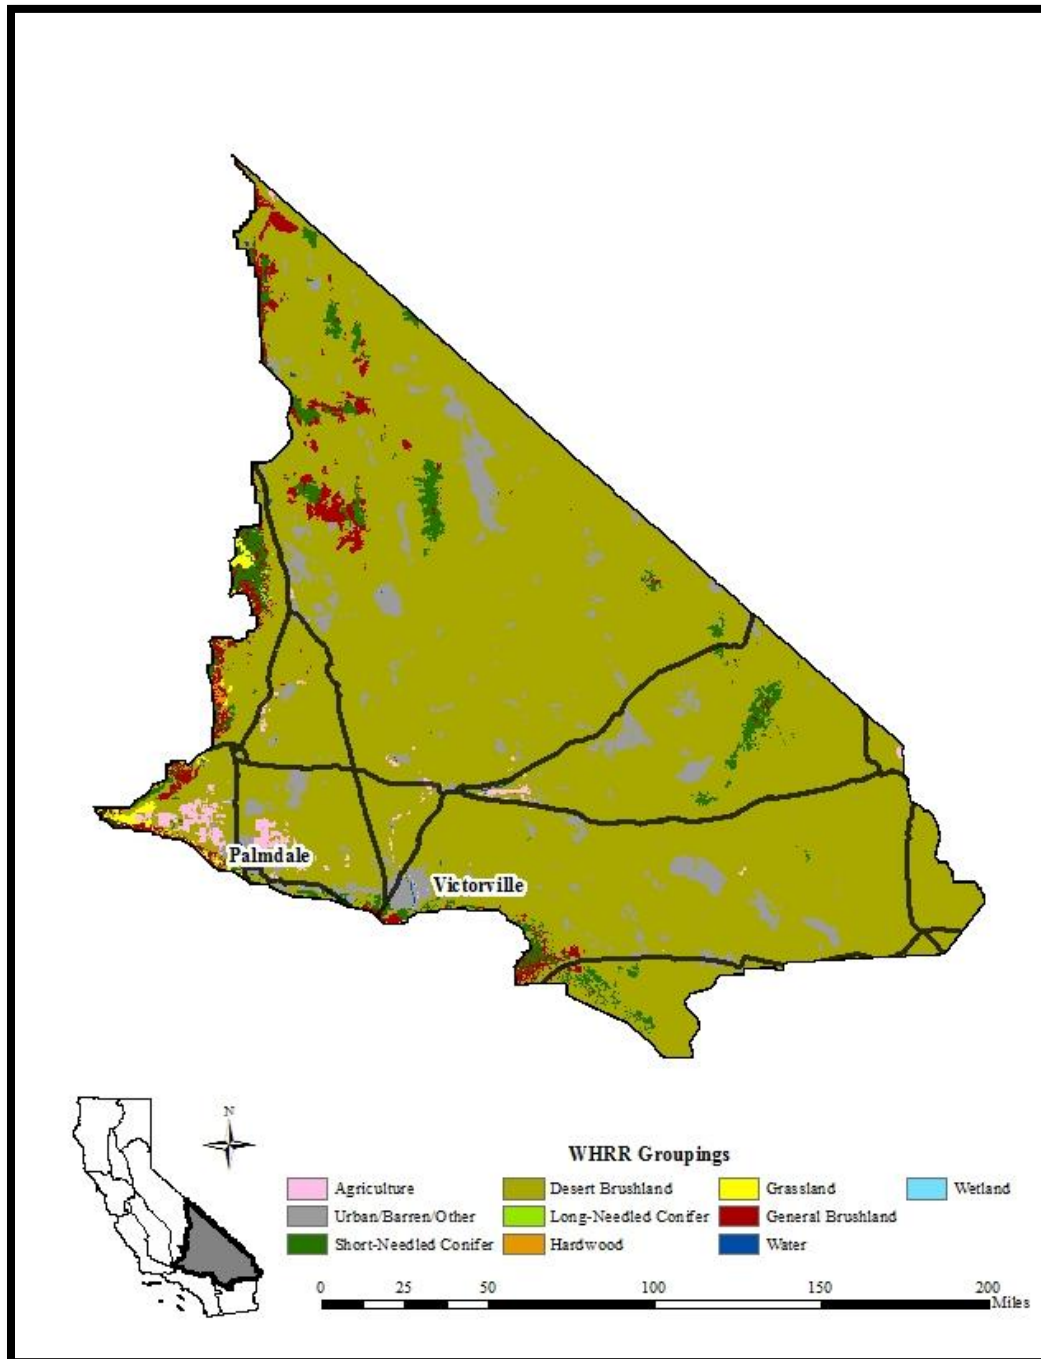 Palmdale
Victorville
N
WHRR Groupings
Agriculture
Desert Brushland
Grassland
Wetland
Urban/Barren/Other
Long-Needled Conifer
General Brushland
Short-Needled Conifer
Hardwood
Water
0 25 50 100 150 200
Miles